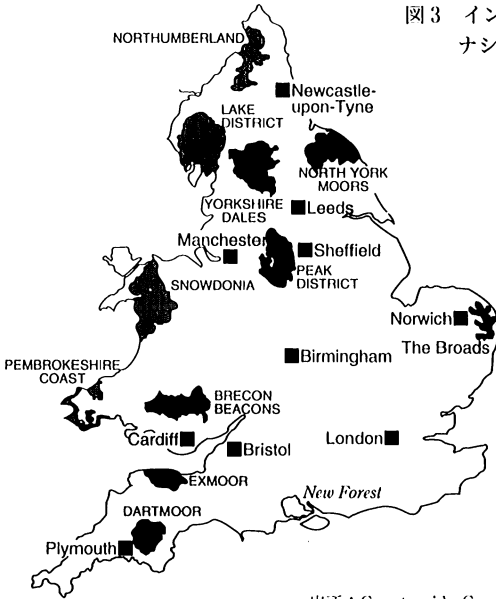 図3 イン
ナシ
NORTHUMBERLAND
Newcastle-
upon-Tyne
LAKE
DISTRICT
NORTH YORK
MOORS
YORKSHIRE
DALES
Leeds
Manchester
Sheffield
PEAK
DISTRICT
SNOWDONIA
Norwich
The Broads
Birmingham
PEMBROKESHIRE
COAST
BRECON
BEACONS
Cardiff
Bristol
London
EXMOOR
New Forest
DARTMOOR
Plymouth